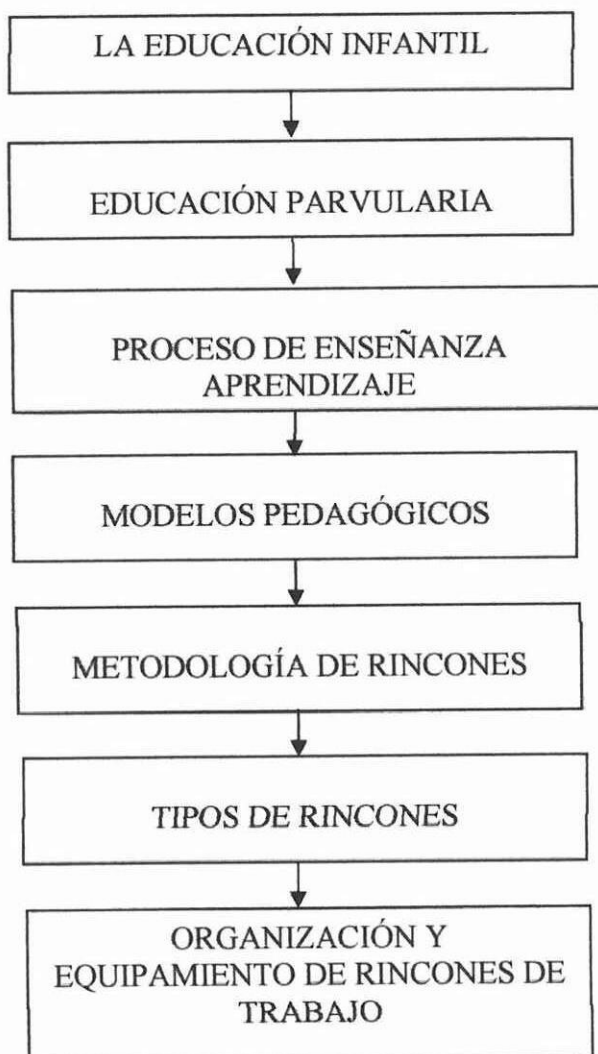 LA EDUCACIÓN INFANTIL
EDUCACIÓN PARVULARIA
PROCESO DE ENSEÑANZA
APRENDIZAJE
MODELOS PEDAGÓGICOS
METODOLOGÍA DE RINCONES
TIPOS DE RINCONES
ORGANIZACIÓN Y
EQUIPAMIENTO DE RINCONES DE
TRABAJO